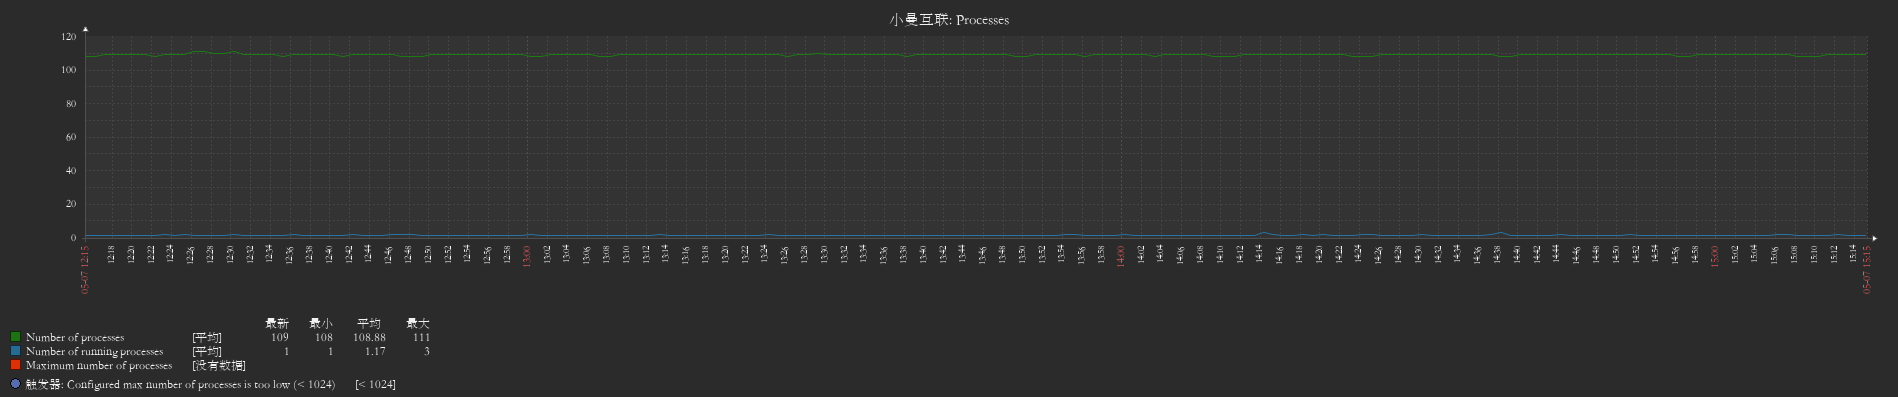 小曼互联: Processes
120
100
80
60
40
20
0
05-07 12:15 12:18 12:20 12:22 12:24 12:26 12:28 12:30 12:32 12:34 12:36 12:38 12:40 12:42 12:44 12:46 12:48 12:50 12:52 12:54 12:56 12:58 13:00 13:02 13:04 13:06 13:08 13:10 13:12 13:14 13:16 13:18 13:20 13:22 13:24 13:26 13:28 13:30 13:32 13:34 13:36 13:38 13:40 13:42 13:44 13:46 13:48 13:50 13:52 13:54 13:56 13:58 14:00 14:02 14:04 14:06 14:08 14:10 14:12 14:14 14:16 14:18 14:20 14:22 14:24 14:26 14:28 14:30 14:32 14:34 14:36 14:38 14:40 14:42 14:44 14:46 14:48 14:50 14:52 14:54 14:56 14:58 15:00 15:02 15:04 15:06 15:08 15:10 15:12 15:14 05-07 15:15
最新 最小 平均 最大
Number of processes [平均] 109 108 108.88 111
Number of running processes [平均] 1 1 1.17 3
Maximum number of processes [没有数据]
触发器: Configured max number of processes is too low (< 1024) [< 1024]